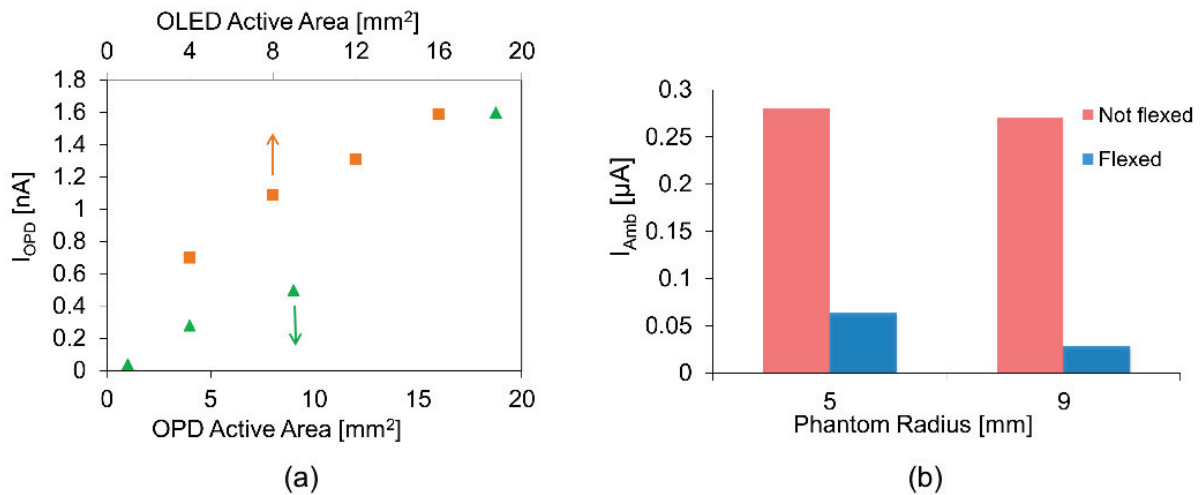 OLED Active Area [mm²]
0 4 8 12 16 20
1.8
1.6
1.4
1.2
1
0.8
0.6
0.4
0.2
0
I_OPD [nA]
0 5 10 15 20
OPD Active Area [mm²]
(a)
0.3
0.25
0.2
0.15
0.1
0.05
0
I_Amb [µA]
Not flexed
Flexed
5 9
Phantom Radius [mm]
(b)